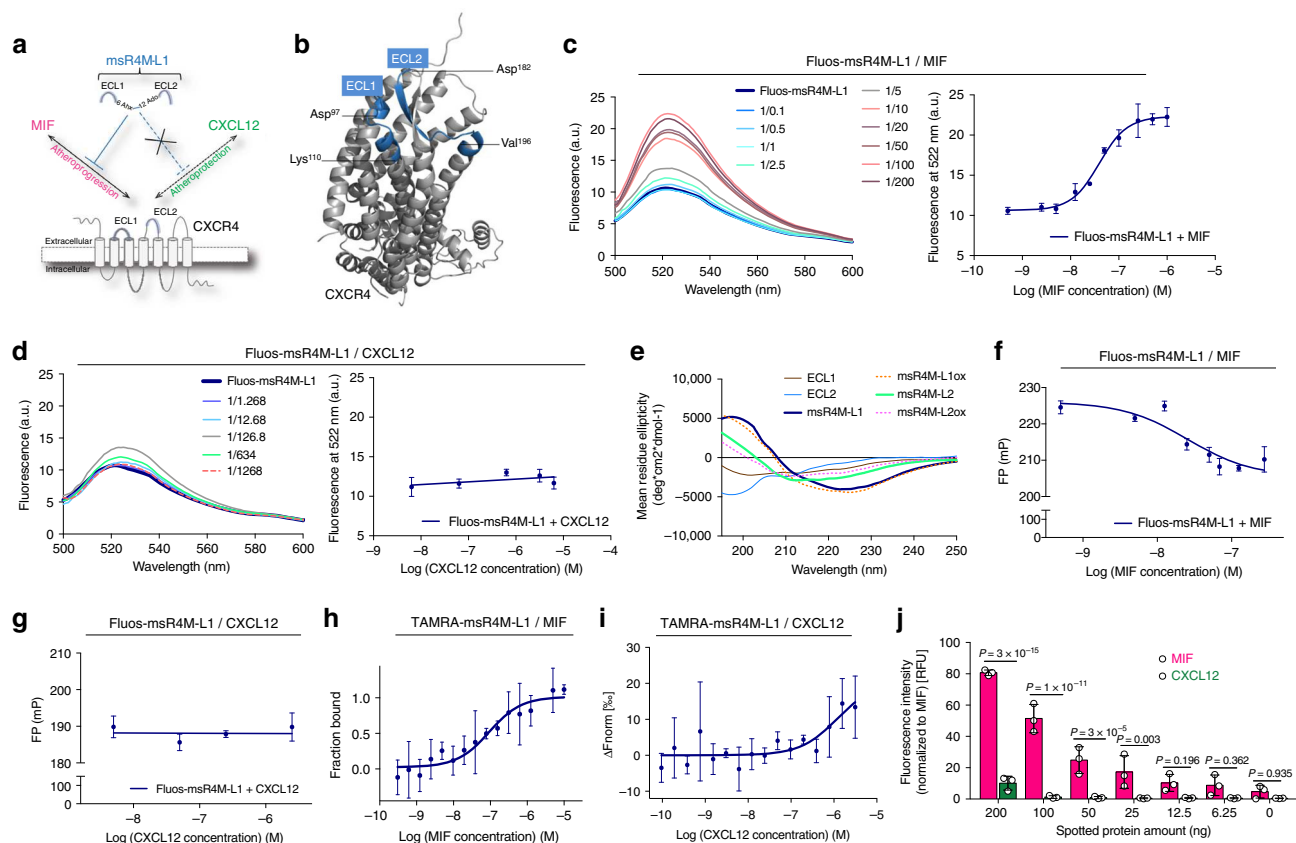 a
msR4M-L1
ECL1
ECL2
6 Ahx
12 Ado
MIF
CXCL12
Atheroprogression
Atheroprotection
ECL1
ECL2
CXCR4
Extracellular
Intracellular
b
ECL2
ECL1
Asp182
Asp97
Val196
Lys110
CXCR4
c
Fluos-msR4M-L1 / MIF
Fluos-msR4M-L1
1/0.1
1/0.5
1/1
1/2.5
1/5
1/10
1/20
1/50
1/100
1/200
Fluorescence (a.u.)
25
20
15
10
5
0
500 520 540 560 580 600
Wavelength (nm)
Fluorescence at 522 nm (a.u.)
25
20
15
10
5
Fluos-msR4M-L1 + MIF
−10 −9 −8 −7 −6 −5
Log (MIF concentration) (M)
d
Fluos-msR4M-L1 / CXCL12
Fluos-msR4M-L1
1/1.268
1/12.68
1/126.8
1/634
1/1268
Fluorescence (a.u.)
25
20
15
10
5
0
500 520 540 560 580 600
Wavelength (nm)
Fluorescence at 522 nm (a.u.)
25
20
15
10
5
Fluos-msR4M-L1 + CXCL12
−9 −8 −7 −6 −5 −4
Log (CXCL12 concentration) (M)
e
ECL1
ECL2
msR4M-L1
msR4M-L1ox
msR4M-L2
msR4M-L2ox
Mean residue ellipticity
(deg*cm2*dmol-1)
10,000
5000
0
−5000
−10,000
200 210 220 230 240 250
Wavelength (nm)
f
Fluos-msR4M-L1 / MIF
FP (mP)
230
220
210
200
100
0
Fluos-msR4M-L1 + MIF
−9 −8 −7
Log (MIF concentration) (M)
g
Fluos-msR4M-L1 / CXCL12
FP (mP)
210
200
190
180
100
0
Fluos-msR4M-L1 + CXCL12
−8 −7 −6
Log (CXCL12 concentration) (M)
h
TAMRA-msR4M-L1 / MIF
Fraction bound
1.0
0.5
0.0
−10 −9 −8 −7 −6 −5
Log (MIF concentration) (M)
i
TAMRA-msR4M-L1 / CXCL12
ΔFnorm [‰]
30
20
10
0
−10
−10 −9 −8 −7 −6 −5
Log (CXCL12 concentration) (M)
j
MIF
CXCL12
Fluorescence intensity
(normalized to MIF) [RFU]
100
80
60
40
20
0
P = 3 × 10−15
P = 1 × 10−11
P = 3 × 10−5
P = 0.003
P = 0.196
P = 0.362
P = 0.935
200 100 50 25 12.5 6.25 0
Spotted protein amount (ng)